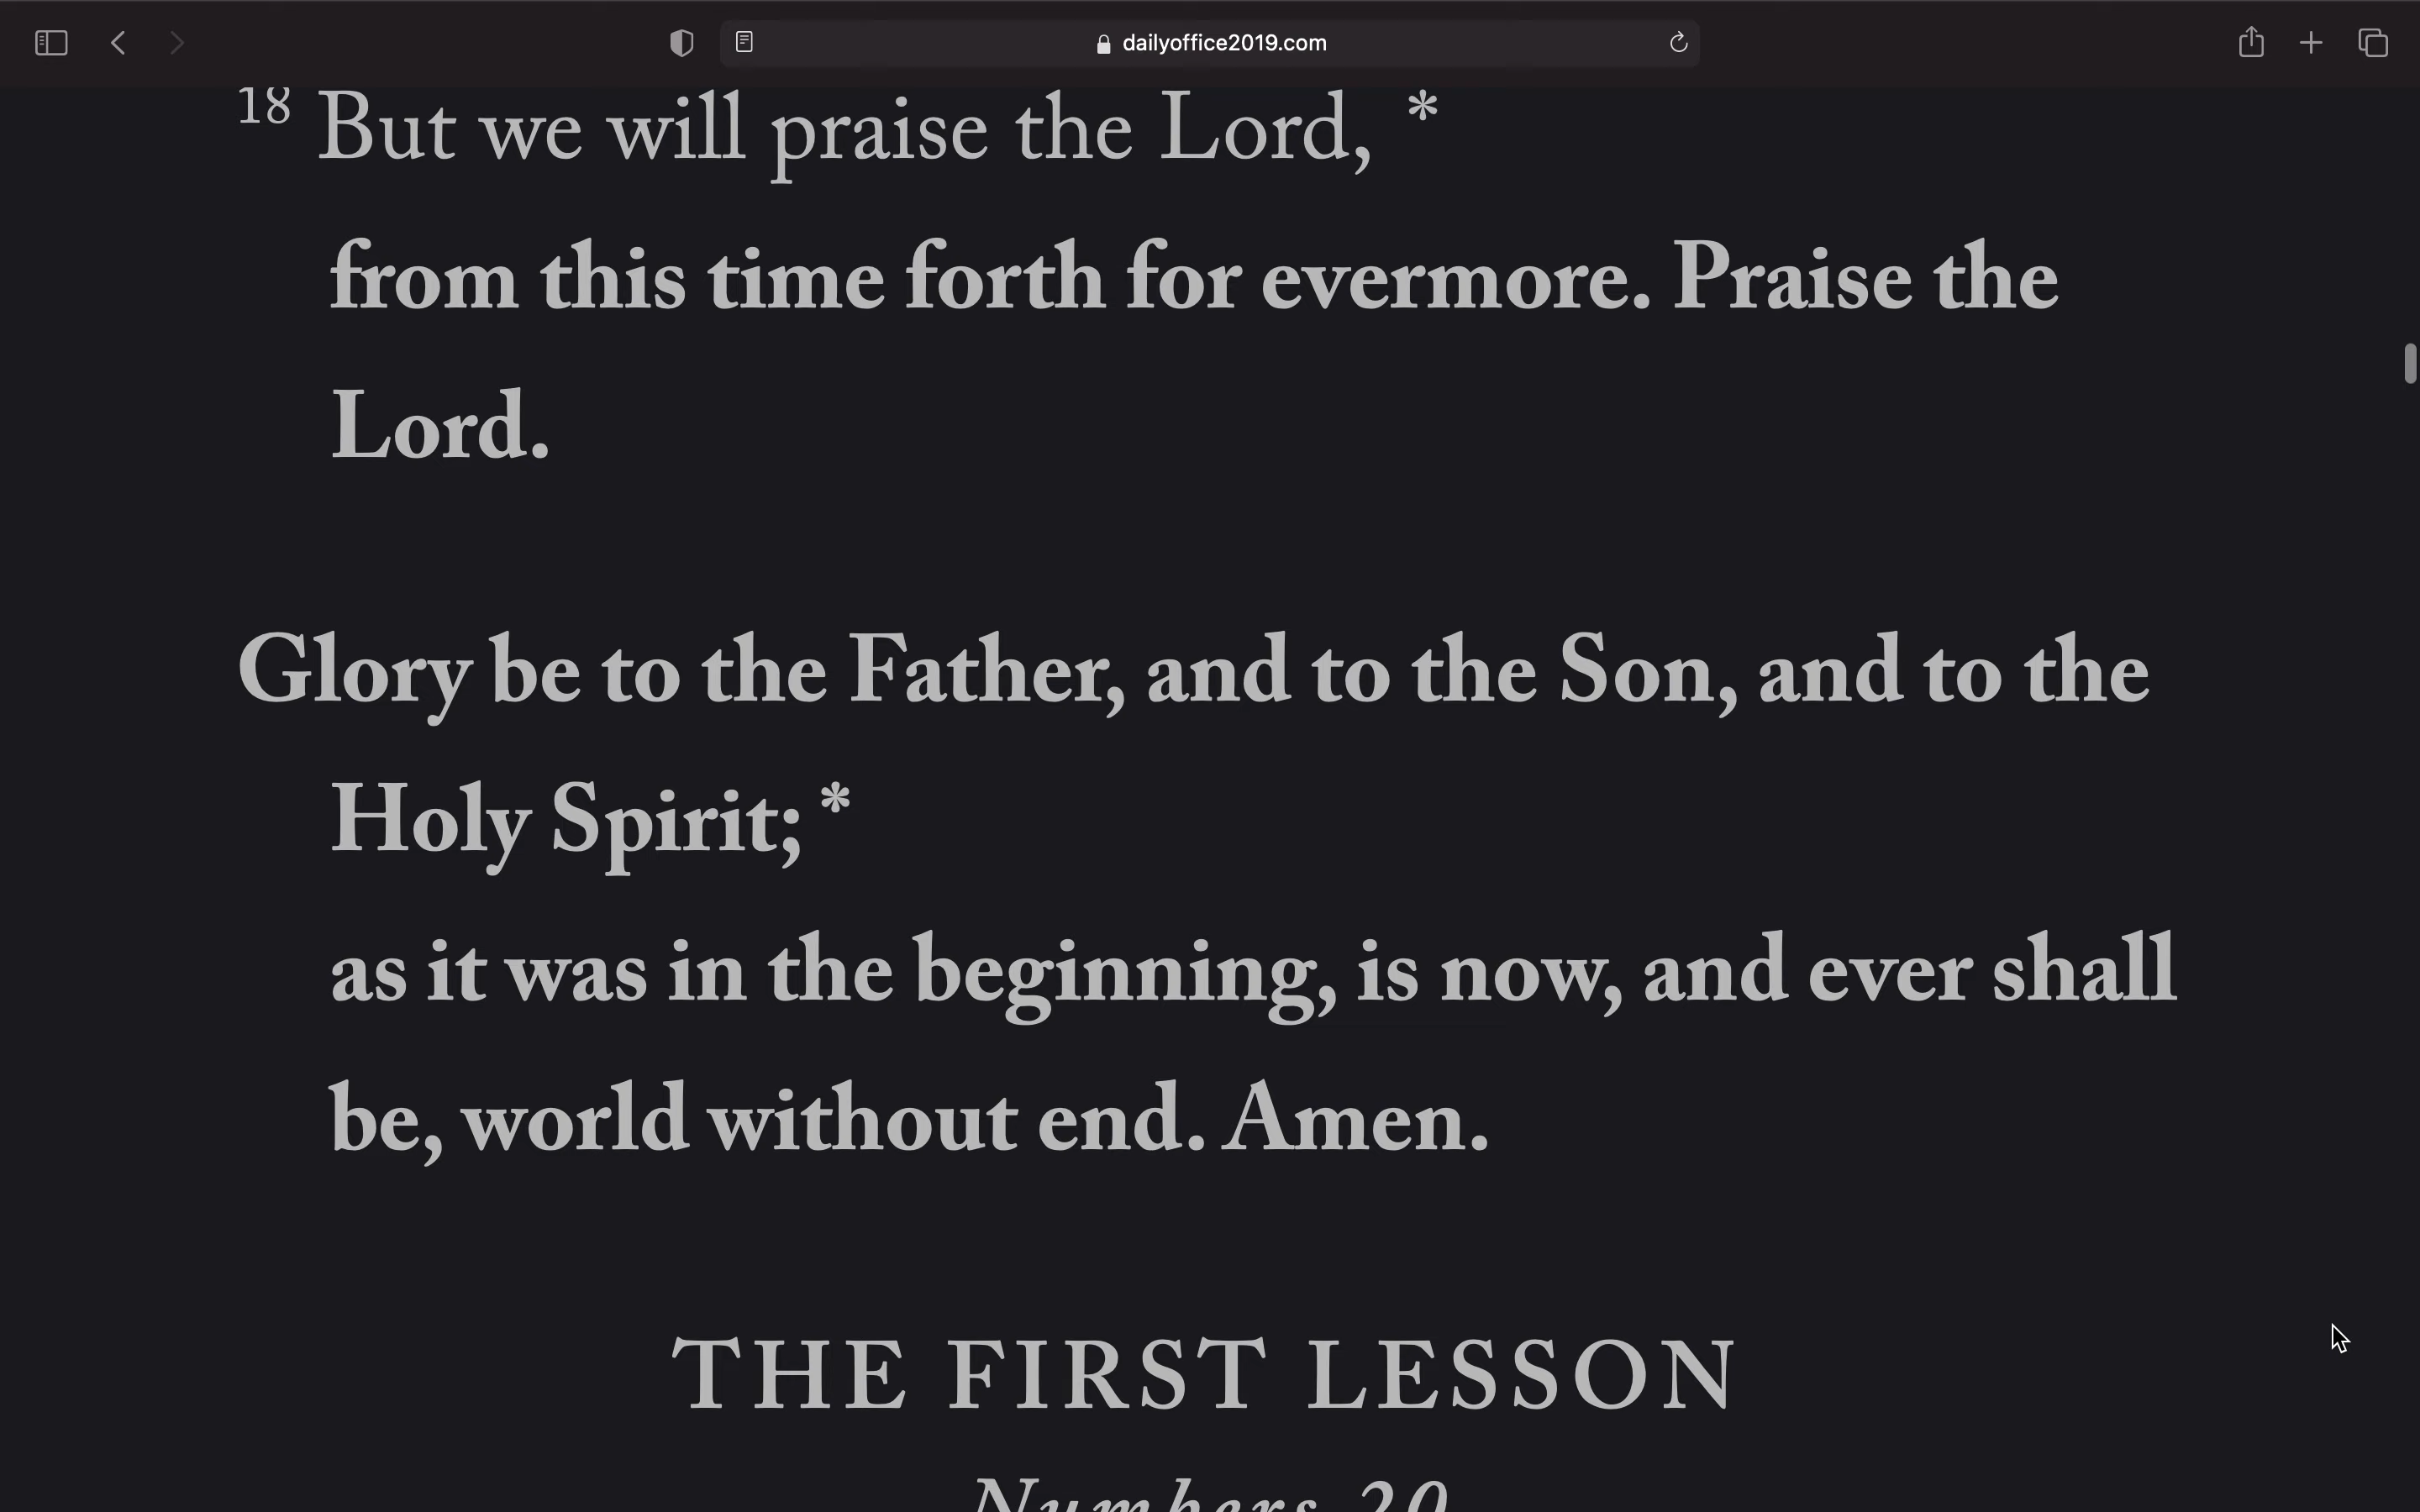 dailyoffice2019.com
18 But we will praise the Lord, *
from this time forth for evermore. Praise the
Lord.
Glory be to the Father, and to the Son, and to the
Holy Spirit; *
as it was in the beginning, is now, and ever shall
be, world without end. Amen.
THE FIRST LESSON
Numbers 20